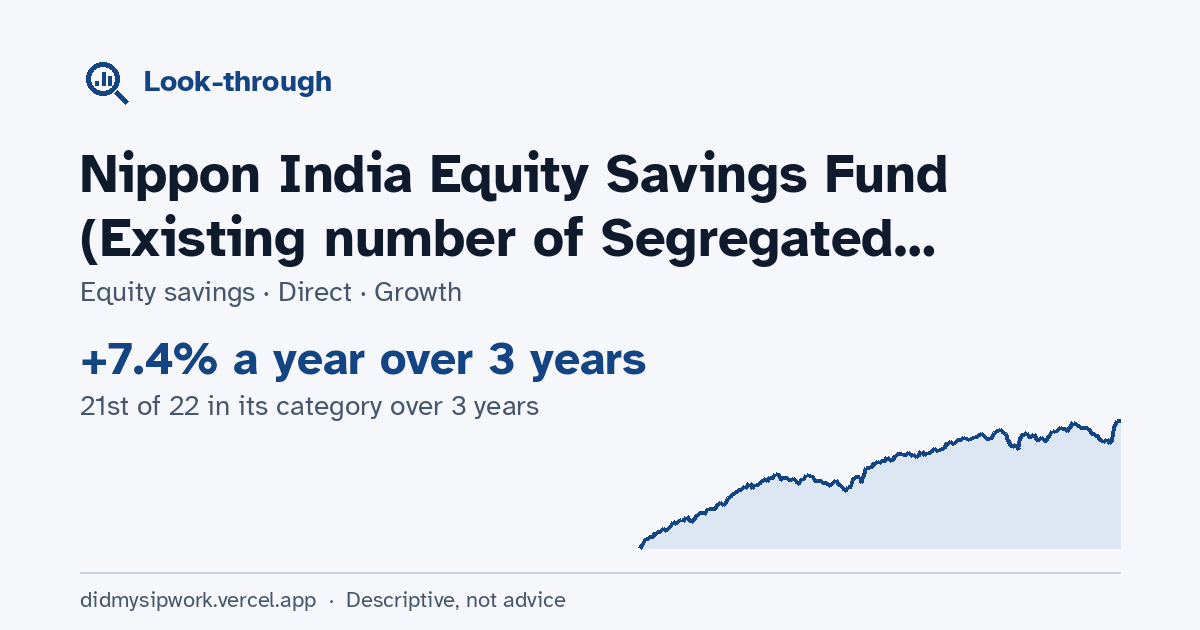 Look-through
Nippon India Equity Savings Fund
(Existing number of Segregated...
Equity savings · Direct · Growth
+7.4% a year over 3 years
21st of 22 in its category over 3 years
didmysipwork.vercel.app · Descriptive, not advice